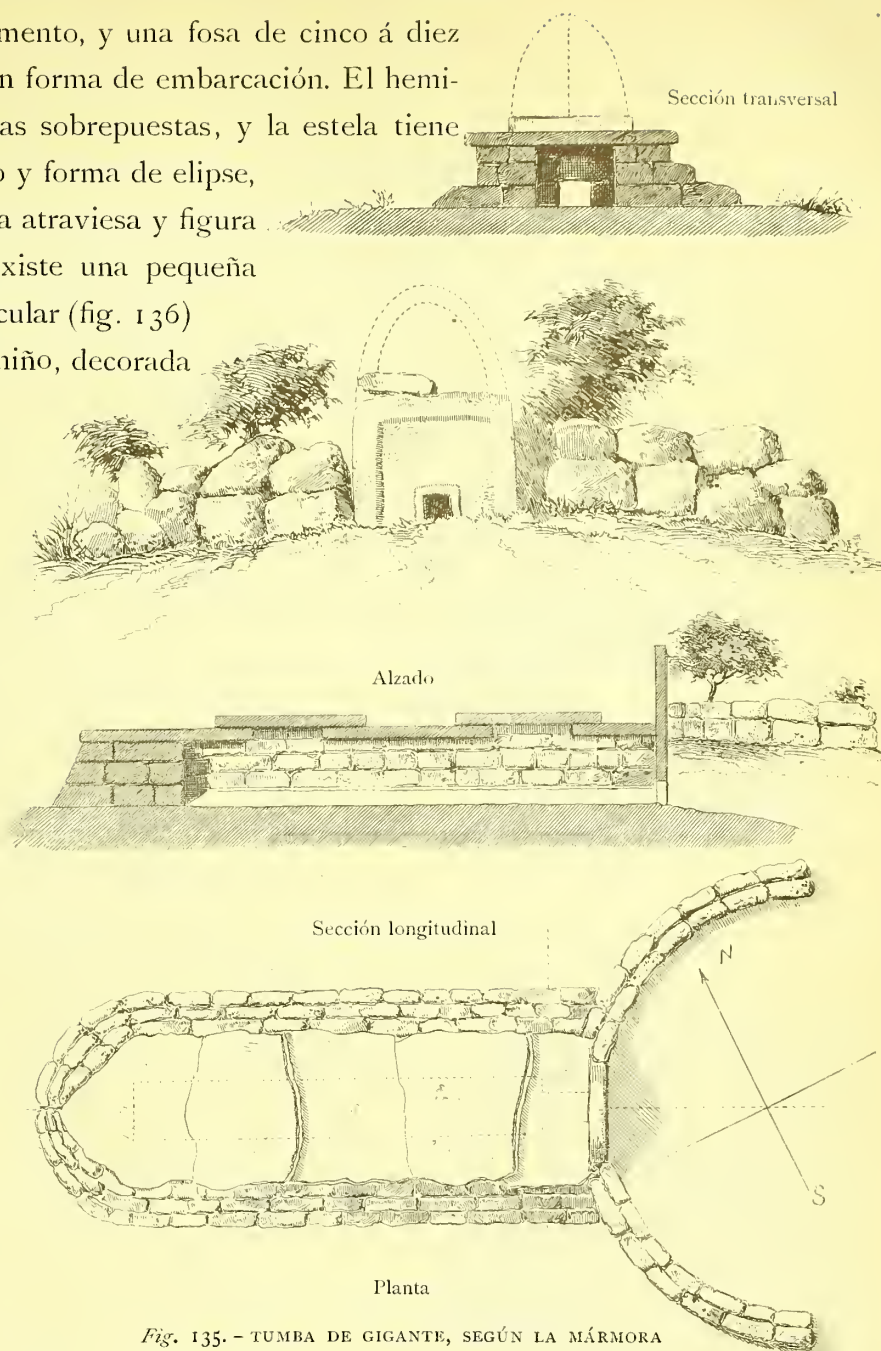 mento, y una fosa de cinco á diez
n forma de embarcación. El hemi-
as sobrepuestas, y la estela tiene
o y forma de elipse,
a atraviesa y figura
xiste una pequeña
cular (fig. 136)
niño, decorada
Sección transversal
Alzado
Sección longitudinal
N
S
Planta
Fig. 135. – TUMBA DE GIGANTE, SEGÚN LA MÁRMORA